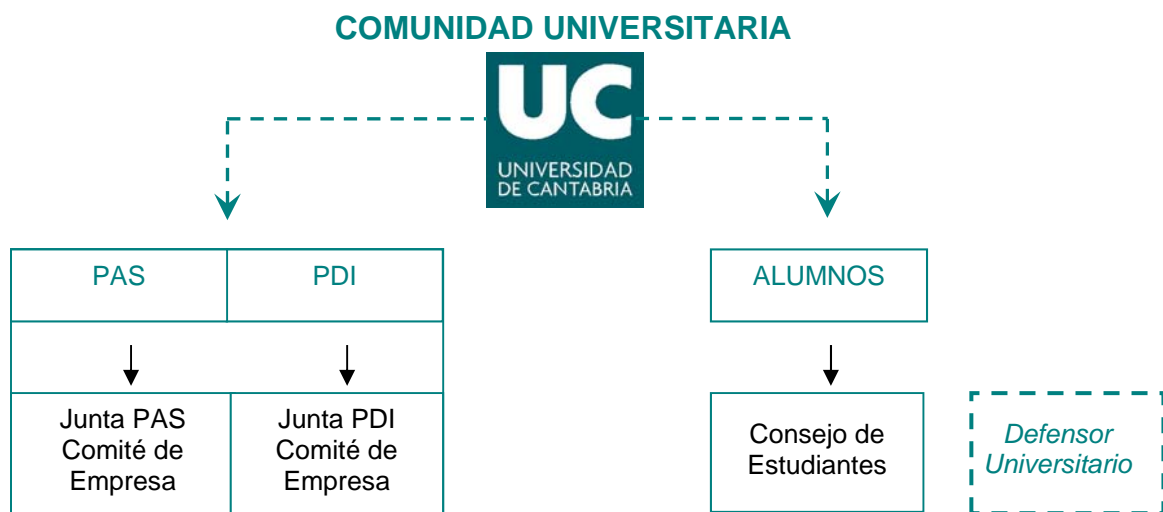 COMUNIDAD UNIVERSITARIA
UC
UNIVERSIDAD
DE CANTABRIA
PAS
PDI
ALUMNOS
Junta PAS
Comité de
Empresa
Junta PDI
Comité de
Empresa
Consejo de
Estudiantes
Defensor
Universitario